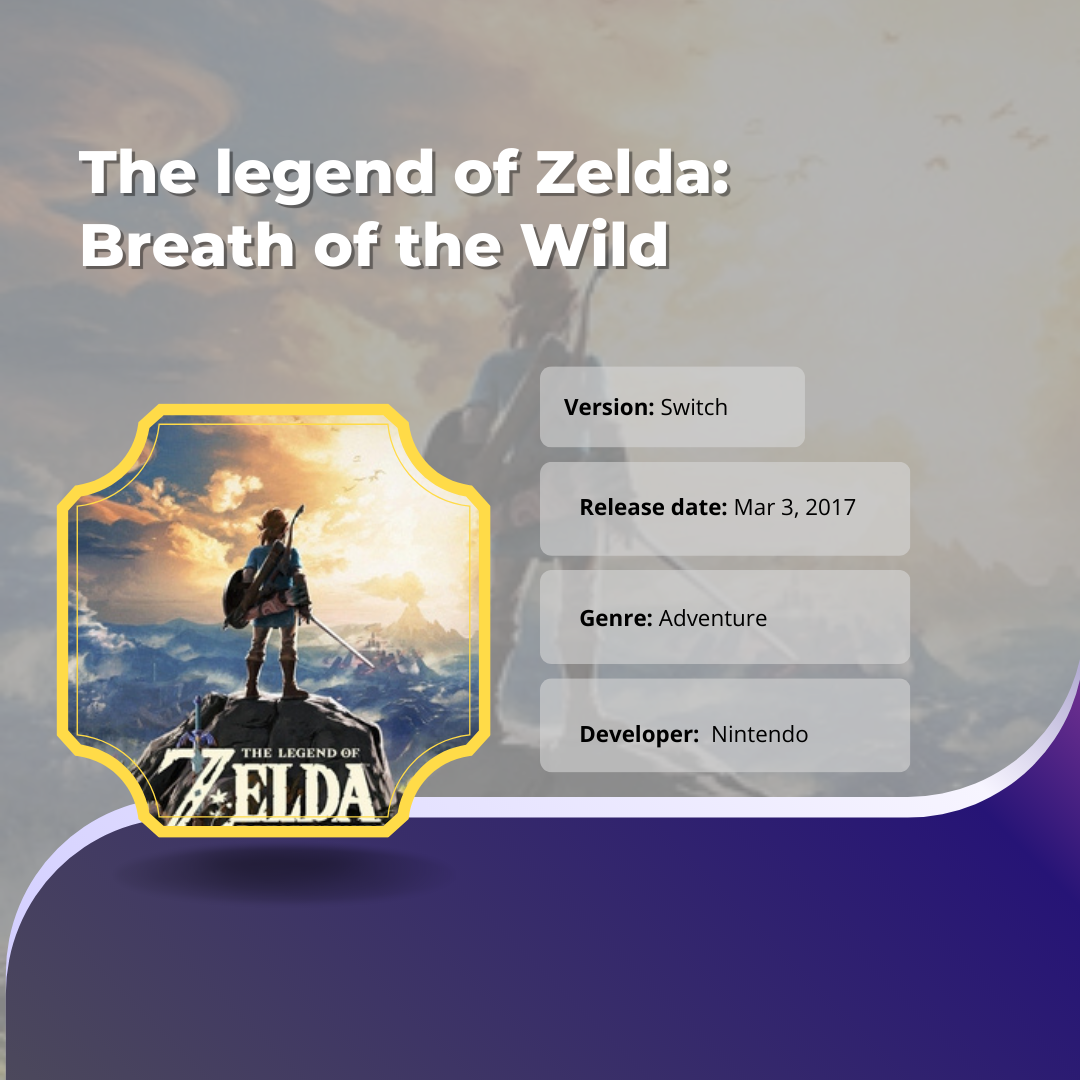 The legend of Zelda:
Breath of the Wild
Version: Switch
Release date: Mar 3, 2017
Genre: Adventure
Developer: Nintendo
THE LEGEND OF
ZELDA